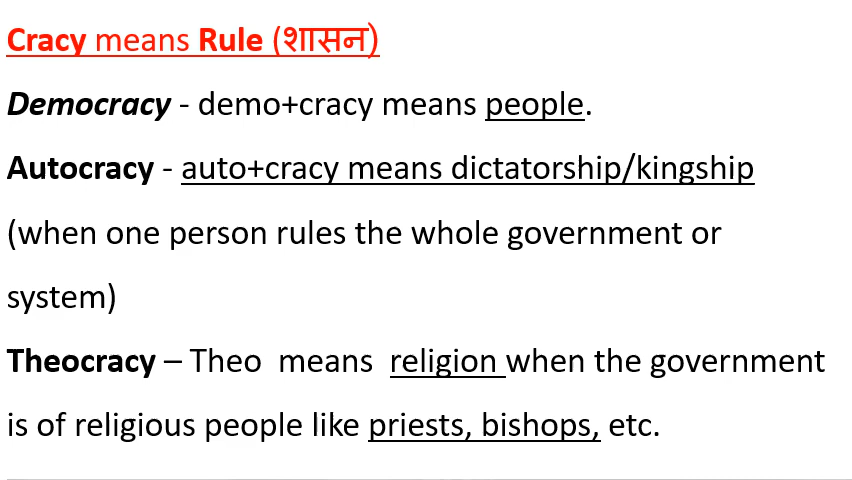 Cracy means Rule (शासन)
Democracy - demo+cracy means people.
Autocracy - auto+cracy means dictatorship/kingship
(when one person rules the whole government or
system)
Theocracy – Theo  means  religion when the government
is of religious people like priests, bishops, etc.